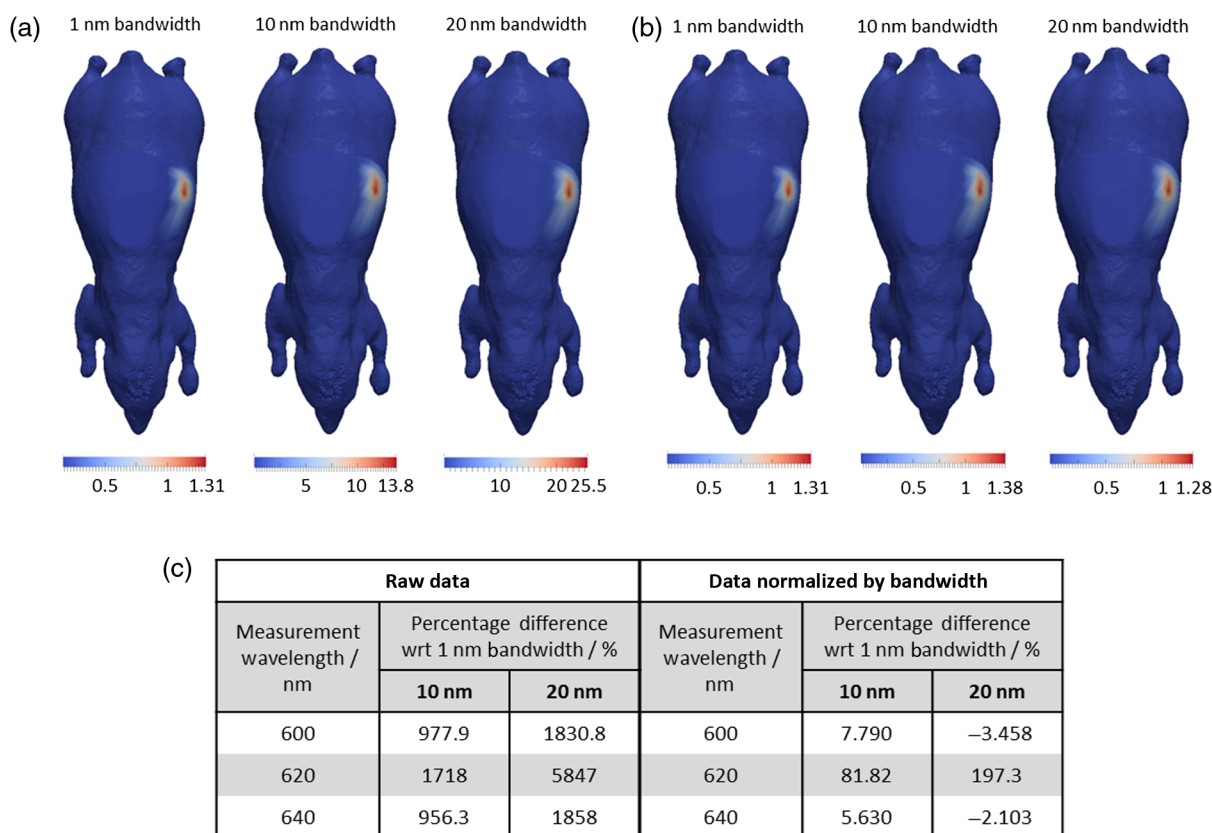 (a) 1 nm bandwidth 10 nm bandwidth 20 nm bandwidth (b) 1 nm bandwidth 10 nm bandwidth 20 nm bandwidth
0.5 1 1.31 5 10 13.8 10 20 25.5 0.5 1 1.31 0.5 1 1.38 0.5 1 1.28
(c)
Raw data Data normalized by bandwidth
Measurement wavelength / nm
Percentage difference wrt 1 nm bandwidth / %
Measurement wavelength / nm
Percentage difference wrt 1 nm bandwidth / %
10 nm 20 nm 10 nm 20 nm
600 977.9 1830.8 600 7.790 −3.458
620 1718 5847 620 81.82 197.3
640 956.3 1858 640 5.630 −2.103